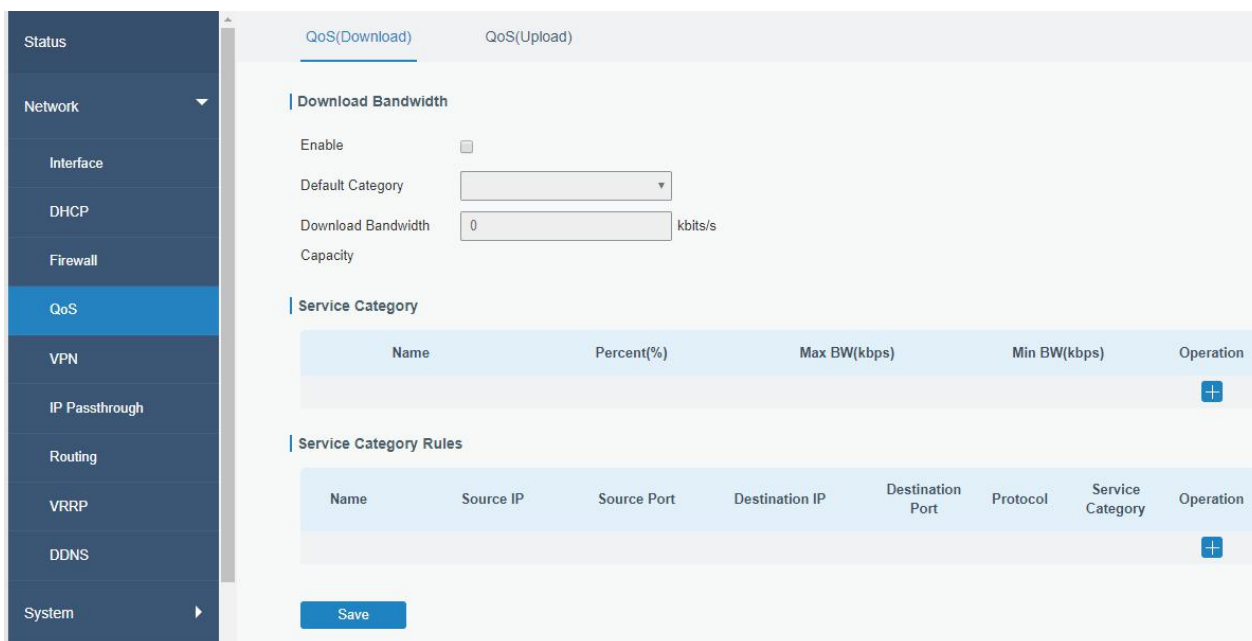 Status
Network
Interface
DHCP
Firewall
QoS
VPN
IP Passthrough
Routing
VRRP
DDNS
System
QoS(Download) QoS(Upload)
Download Bandwidth
Enable
Default Category
Download Bandwidth 0 kbits/s
Capacity
Service Category
Name Percent(%) Max BW(kbps) Min BW(kbps) Operation
Service Category Rules
Name Source IP Source Port Destination IP Destination Port Protocol Service Category Operation
Save